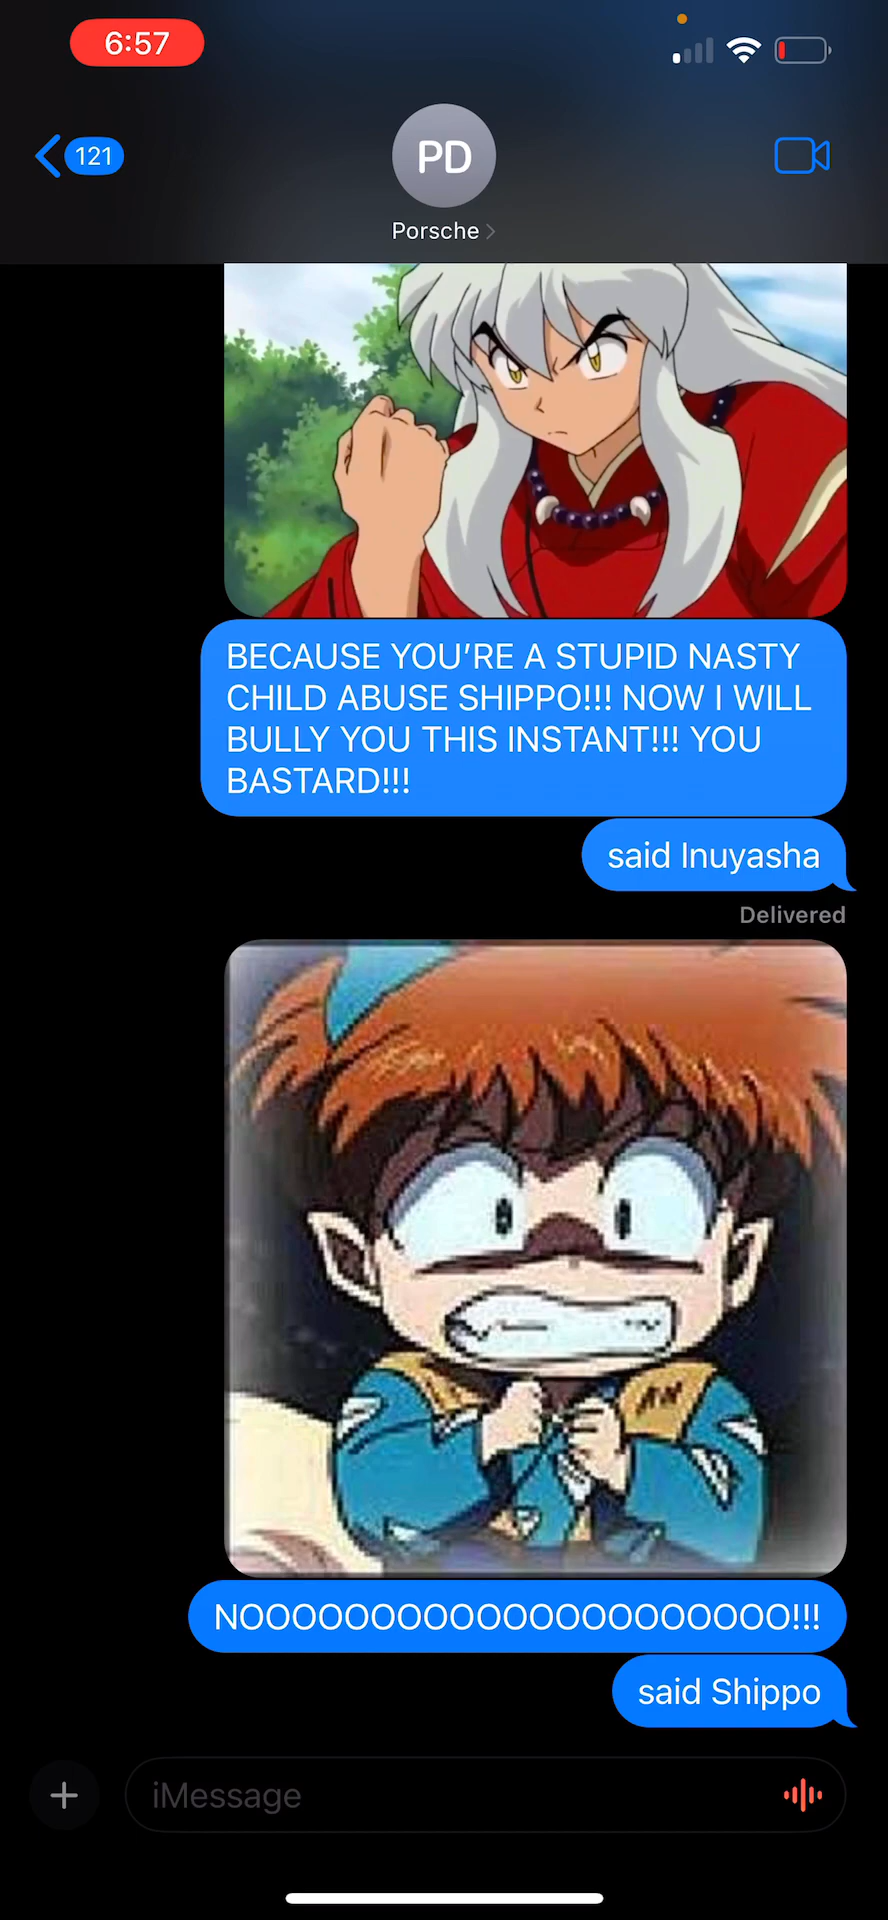 6:57
121
PD
Porsche
BECAUSE YOU’RE A STUPID NASTY
CHILD ABUSE SHIPPO!!! NOW I WILL
BULLY YOU THIS INSTANT!!! YOU
BASTARD!!!
said Inuyasha
Delivered
NOOOOOOOOOOOOOOOOOOOOO!!!
said Shippo
iMessage